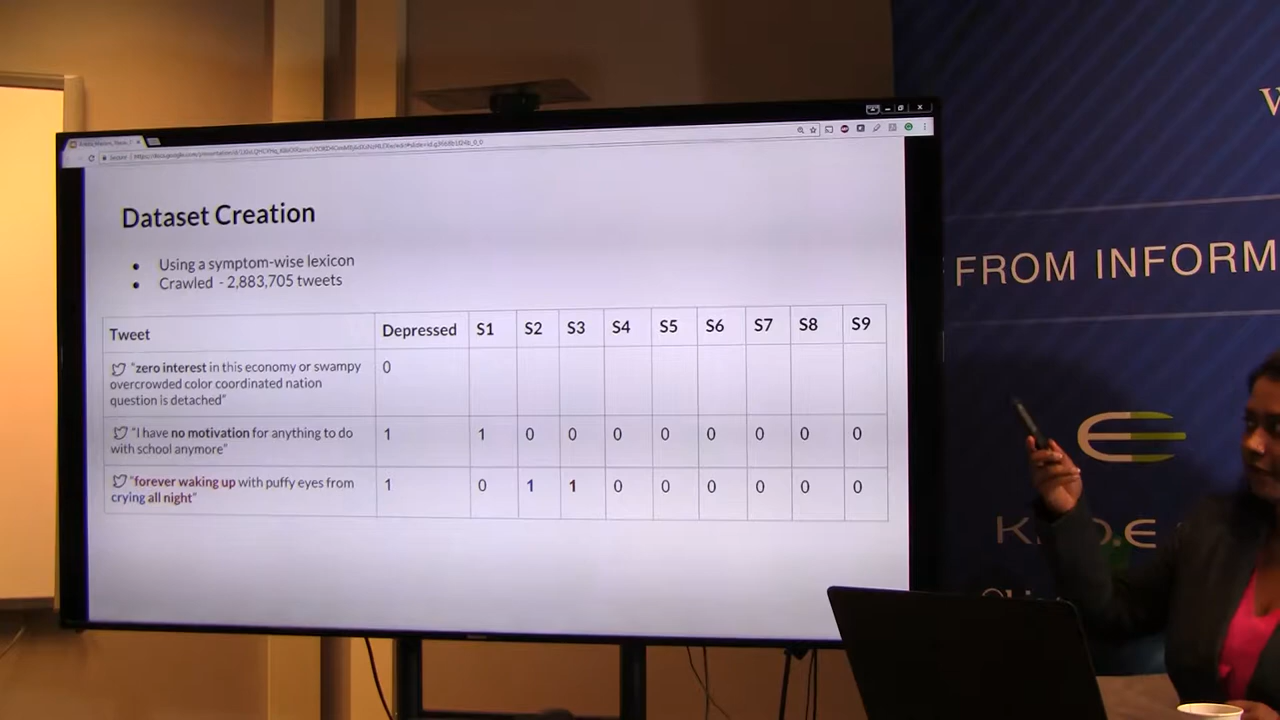 Dataset Creation
• Using a symptom-wise lexicon
• Crawled - 2,883,705 tweets
Tweet Depressed S1 S2 S3 S4 S5 S6 S7 S8 S9
"zero interest in this economy or swampy
overcrowded color coordinated nation
question is detached"
0
"I have no motivation for anything to do
with school anymore"
1 1 0 0 0 0 0 0 0 0
"forever waking up with puffy eyes from
crying all night"
1 0 1 1 0 0 0 0 0 0
FROM INFORM